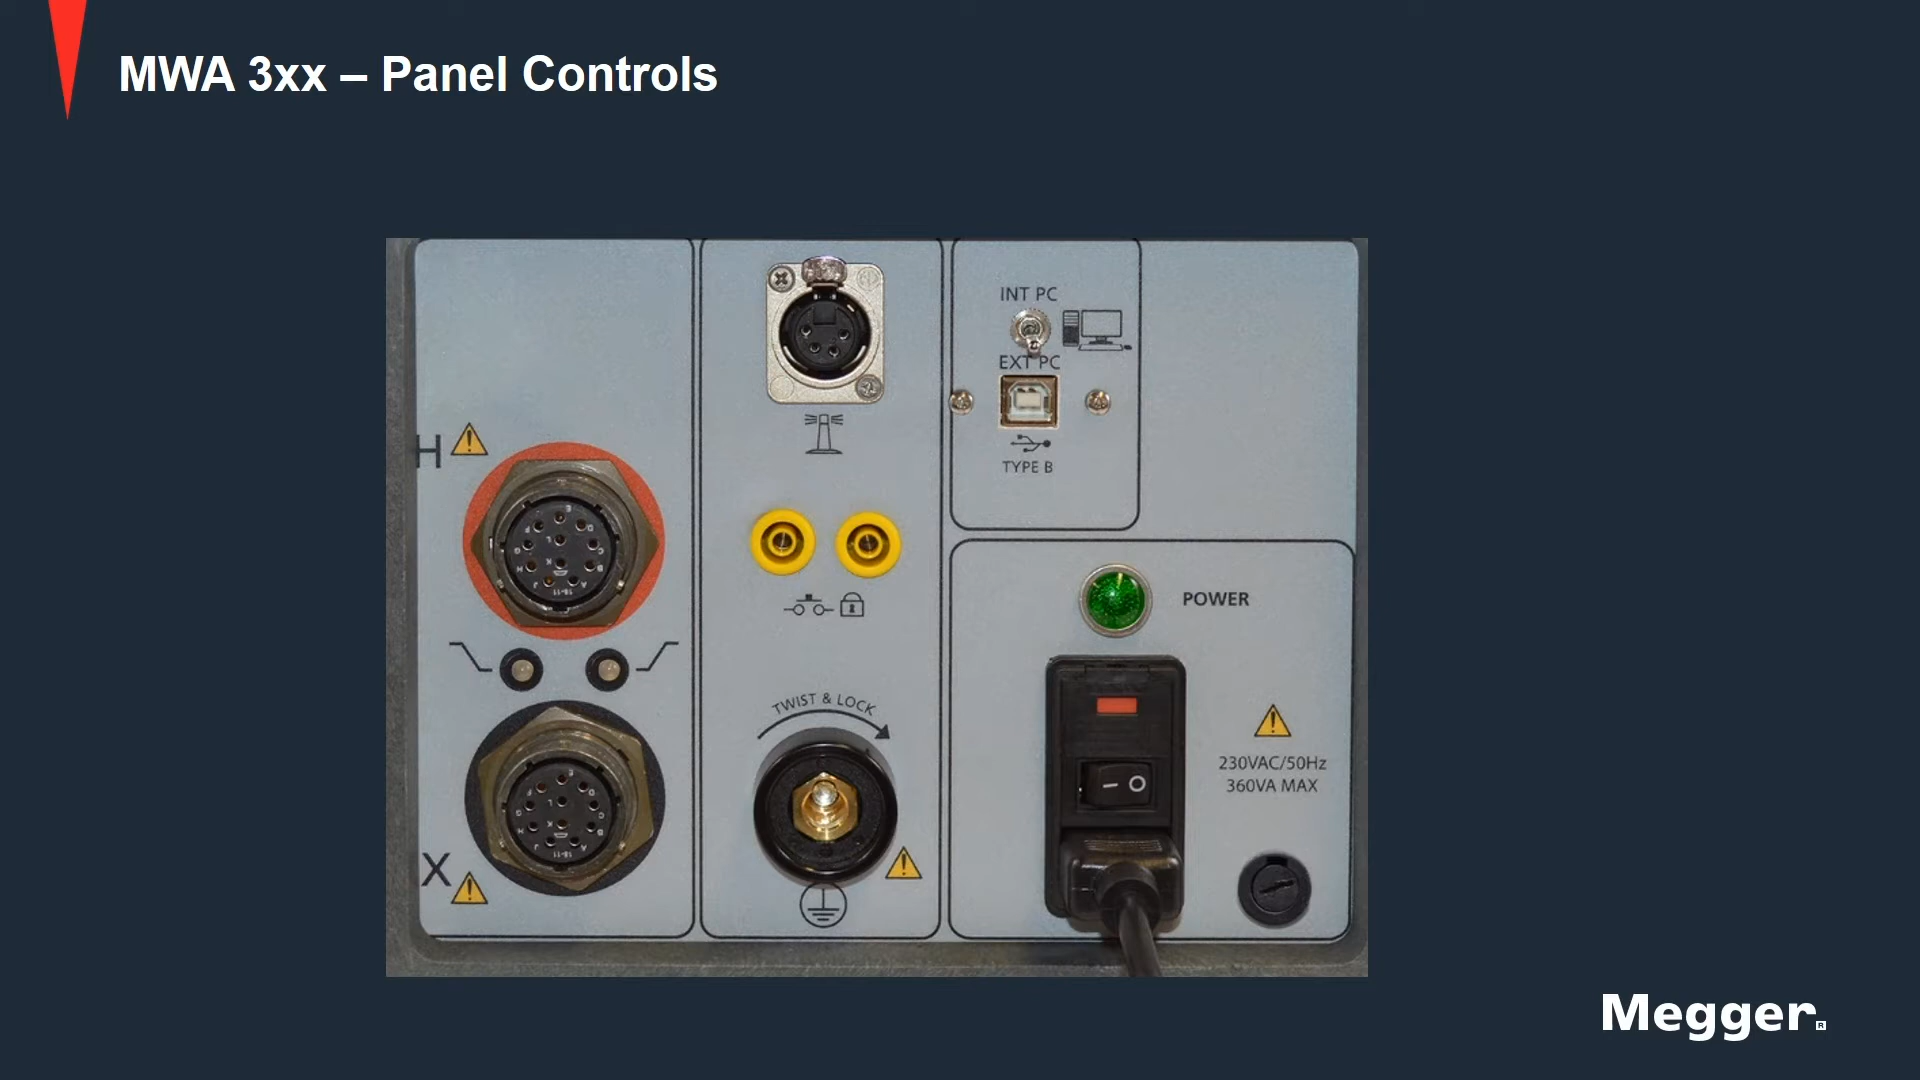 MWA 3xx – Panel Controls
INT PC
EXT PC
TYPE B
H
TWIST & LOCK
POWER
230VAC/50Hz
360VA MAX
X
Megger